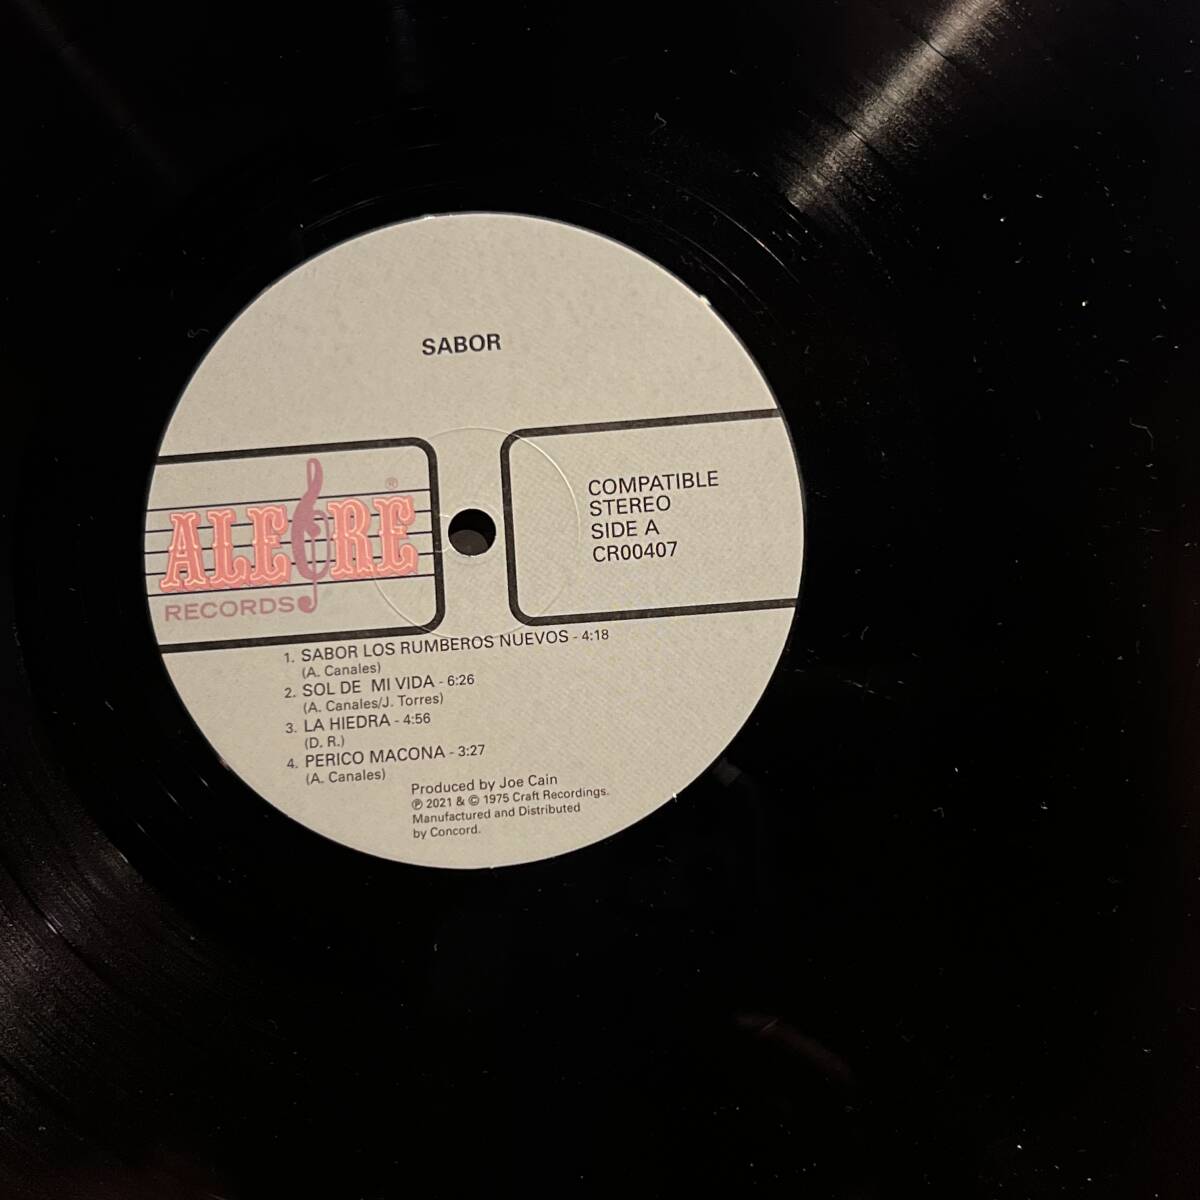 SABOR
ALEGRE ®
RECORDS
COMPATIBLE
STEREO
SIDE A
CR00407
1. SABOR LOS RUMBEROS NUEVOS - 4:18
(A. Canales)
2. SOL DE MI VIDA - 6:26
(A. Canales/J. Torres)
3. LA HIEDRA - 4:56
(D. R.)
4. PERICO MACONA - 3:27
(A. Canales)
Produced by Joe Cain
℗ 2021 & © 1975 Craft Recordings.
Manufactured and Distributed
by Concord.